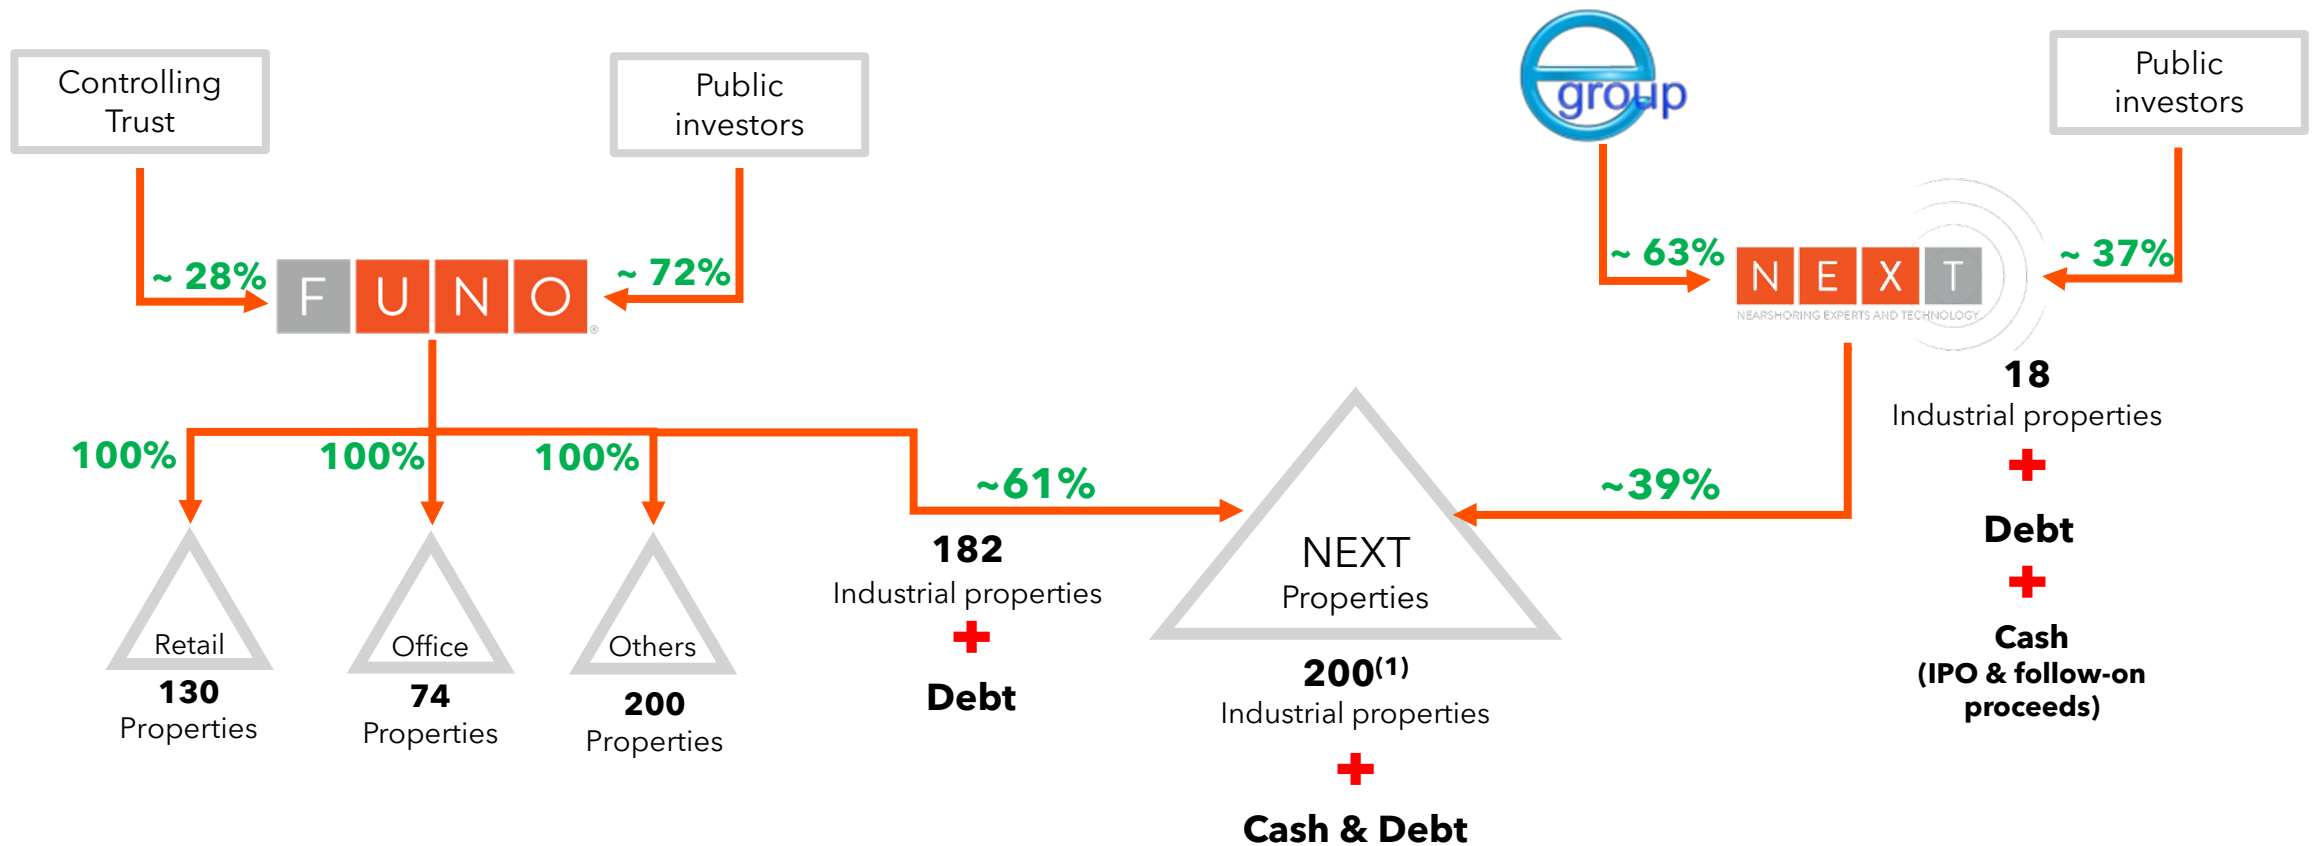 Controlling
Trust
Public
investors
e
group
Public
investors
~ 28%
FUNO®
~ 72%
~ 63%
NEXT
NEARSHORING EXPERTS AND TECHNOLOGY
~ 37%
18
Industrial properties
+
Debt
+
Cash
(IPO & follow-on
proceeds)
100%
100%
100%
~61%
~39%
182
Industrial properties
+
Debt
NEXT
Properties
200(1)
Industrial properties
+
Cash & Debt
Retail
130
Properties
Office
74
Properties
Others
200
Properties